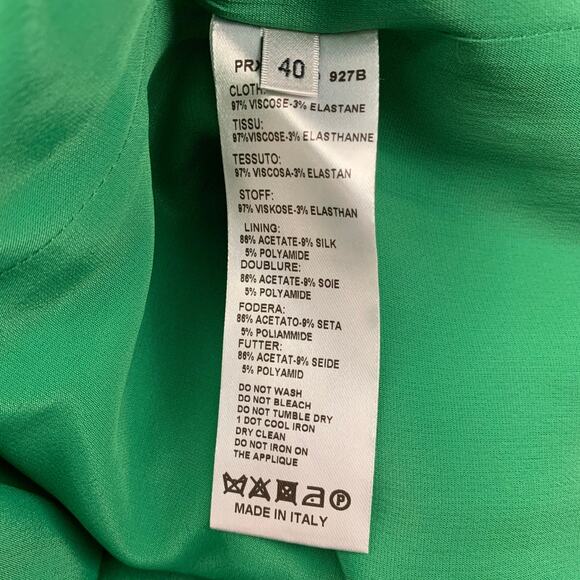 40
927B
97% VISCOSE-3% ELASTANE
TISSU:
97%VISCOSE-3% ELASTHANNE
TESSUTO:
97% VISCOSA-3% ELASTAN
STOFF:
97% VISKOSE-3% ELASTHAN
LINING:
86% ACETATE-9% SILK
5% POLYAMIDE
DOUBLURE:
86% ACETATE-9% SOIE
5% POLYAMIDE
FODERA:
86% ACETATO-9% SETA
5% POLIAMMIDE
FUTTER:
86% ACETAT-9% SEIDE
5% POLYAMID
DO NOT WASH
DO NOT BLEACH
DO NOT TUMBLE DRY
1 DOT COOL IRON
DRY CLEAN
DO NOT IRON ON
THE APPLIQUE
P
MADE IN ITALY